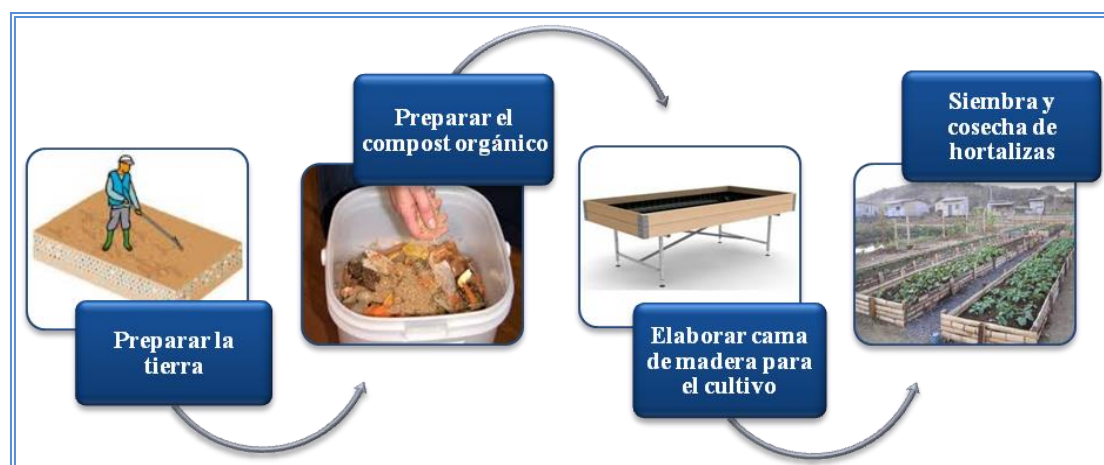 Preparar la
tierra
Preparar el
compost orgánico
Elaborar cama
de madera para
el cultivo
Siembra y
cosecha de
hortalizas